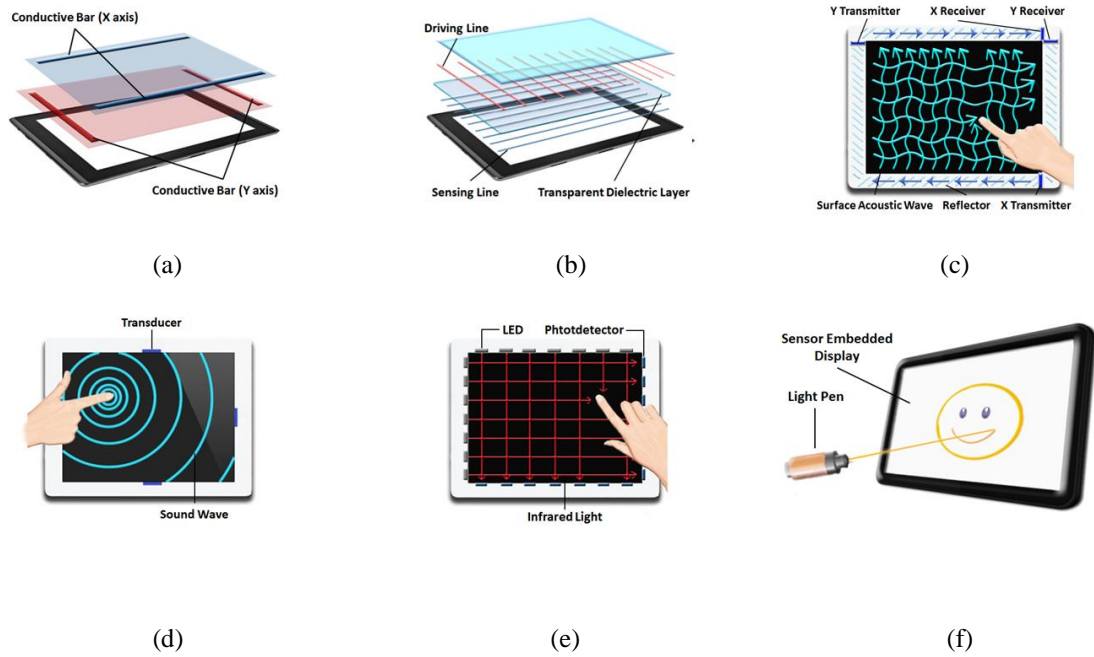 Conductive Bar (X axis)
Conductive Bar (Y axis)
(a)
Driving Line
Sensing Line
Transparent Dielectric Layer
(b)
Y Transmitter
X Receiver
Y Receiver
Surface Acoustic Wave
Reflector
X Transmitter
(c)
Transducer
Sound Wave
(d)
LED
Phtotdetector
Infrared Light
(e)
Sensor Embedded
Display
Light Pen
(f)